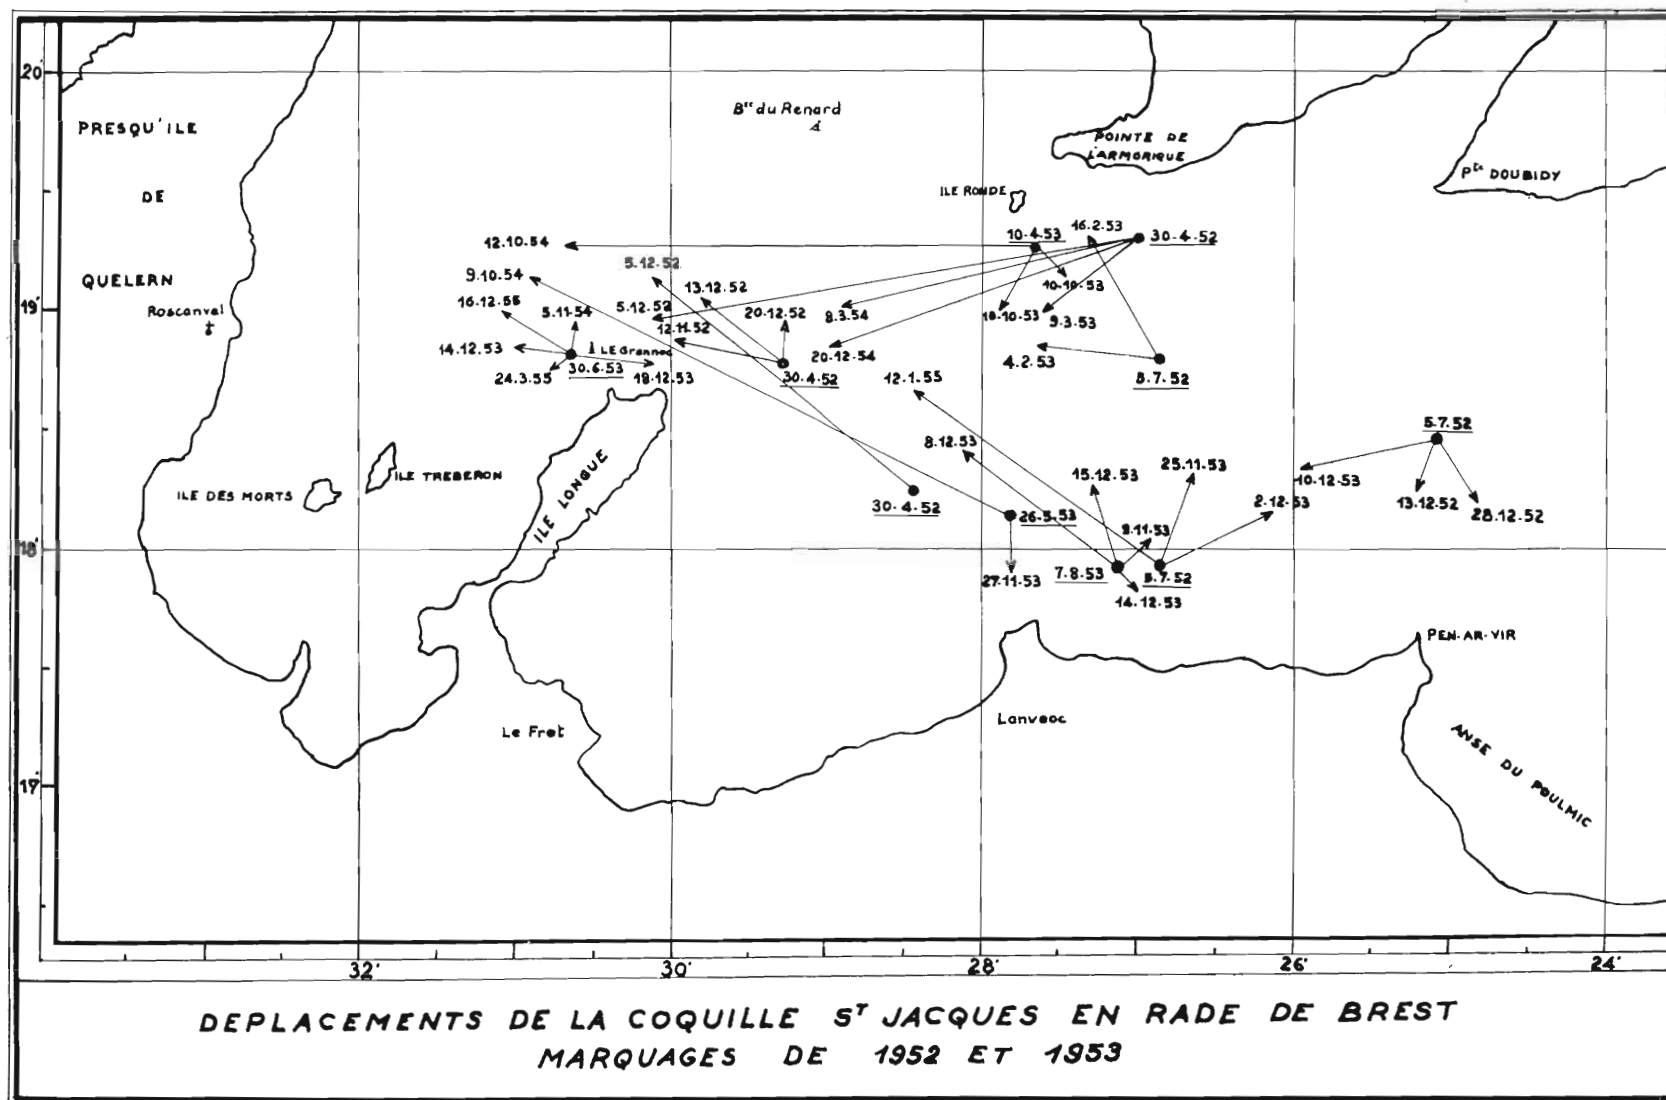 20'
Bee du Renard
PRESQU'ILE
DE
QUELERN
Roscanvel
POINTE DE
L'ARMORIQUE
Pte DOUBIDY
ILE RONDE
12.10.54
10.4.53
16.2.53
30.4.52
9.10.54
5.12.52
13.12.52
10.10.53
16.12.55
5.11.54
5.12.52
20.12.52
8.3.54
18.10.53
9.3.53
19'
12.11.52
14.12.53
ILE Grannoc
20.12.54
4.2.53
24.3.55
30.6.53
18.12.53
30.4.52
12.1.55
8.7.52
5.7.52
8.12.53
ILE TREBERON
ILE DES MORTS
ILE LONGUE
15.12.53
25.11.53
10.12.53
13.12.52
28.12.52
2.12.53
30.4.52
26.5.53
9.11.53
18'
27.11.53
7.8.53
5.7.52
14.12.53
PEN-AR-VIR
Le Fret
Lanveoc
ANSE DU POULMIC
17'
32'
30'
28'
26'
24'
DEPLACEMENTS DE LA COQUILLE ST JACQUES EN RADE DE BREST
MARQUAGES DE 1952 ET 1953